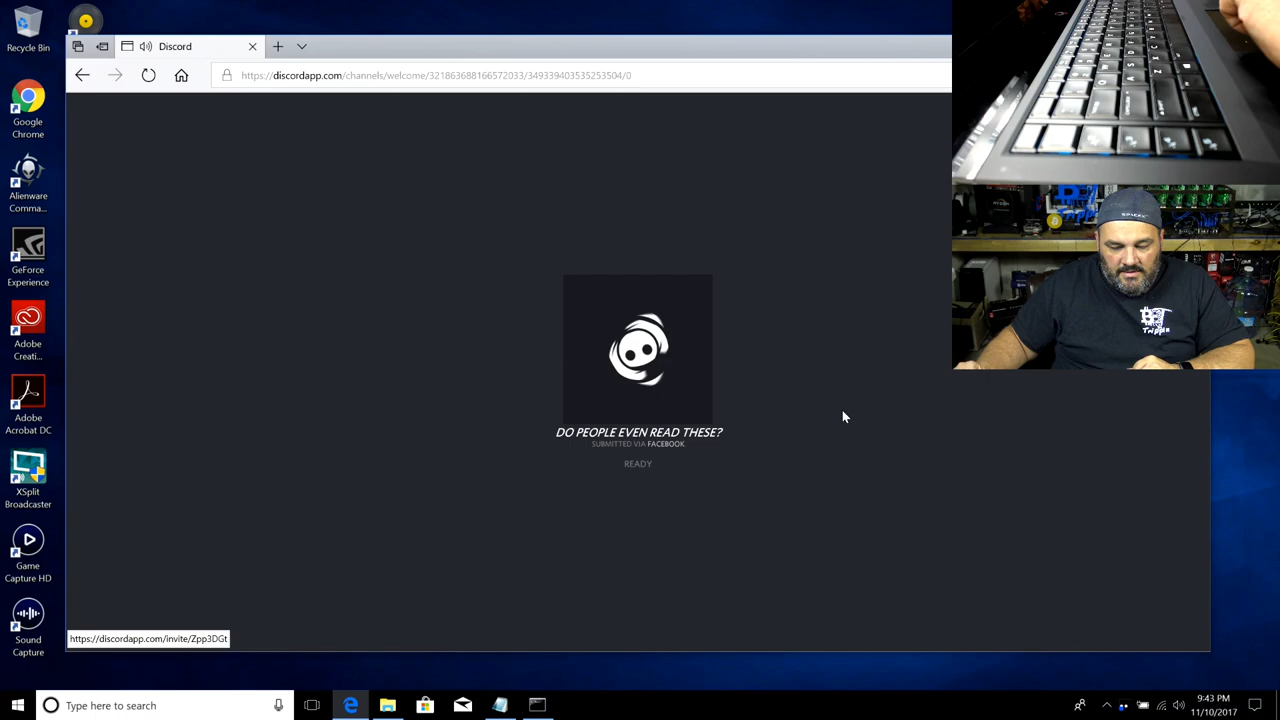 Recycle Bin
Google
Chrome
Alienware
Comma...
GeForce
Experience
Adobe
Creati...
Adobe
Acrobat DC
XSplit
Broadcaster
Game
Capture HD
Sound
Capture
Discord
https://discordapp.com/channels/welcome/321863688166572033/349339403535253504/0
DO PEOPLE EVEN READ THESE?
SUBMITTED VIA FACEBOOK
READY
https://discordapp.com/invite/Zpp3DGt
SPACEX
Type here to search
9:43 PM
11/10/2017